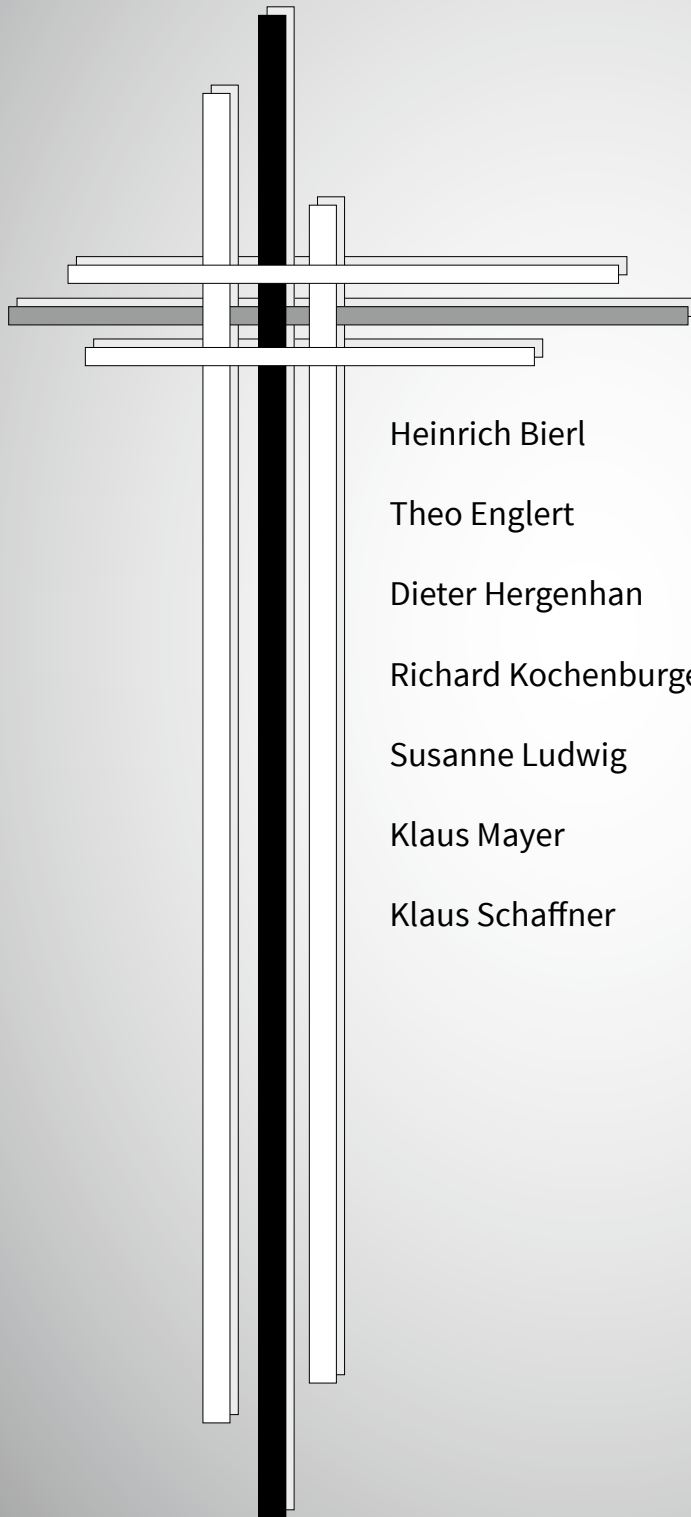 Heinrich Bierl
Theo Englert
Dieter Hergenhan
Richard Kochenburge
Susanne Ludwig
Klaus Mayer
Klaus Schaffner